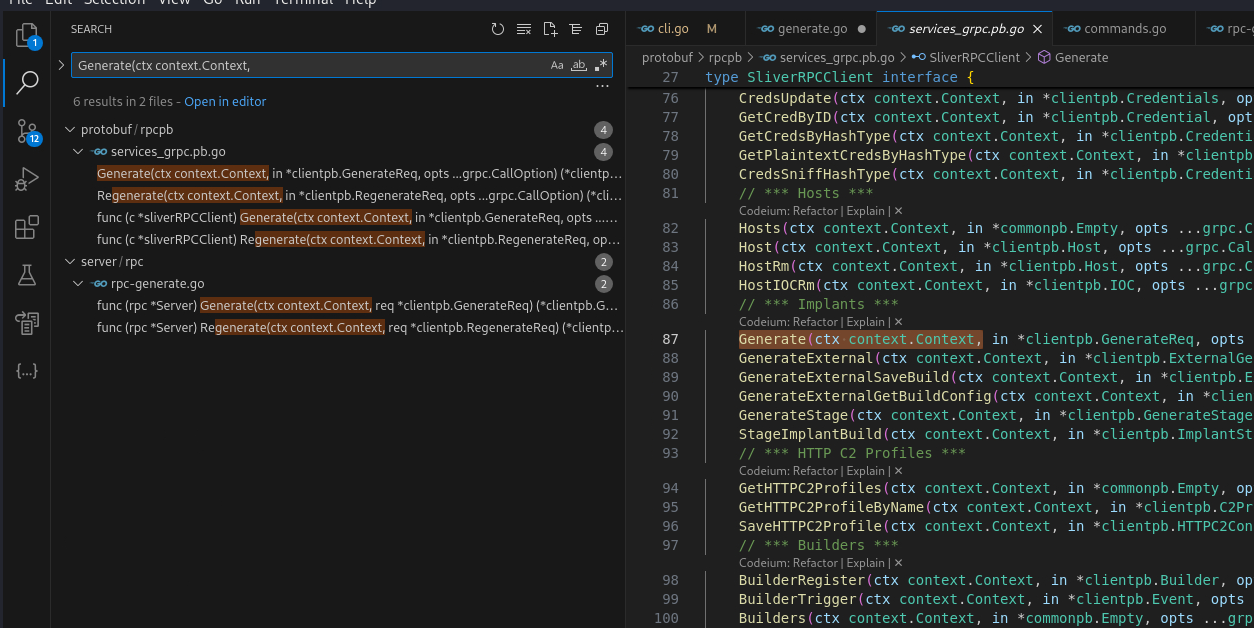 File Edit Selection View Go Run Terminal Help
SEARCH
Generate(ctx context.Context,
Aa ab .*
...
6 results in 2 files - Open in editor
protobuf/rpcpb 4
services_grpc.pb.go 4
Generate(ctx context.Context, in *clientpb.GenerateReq, opts ...grpc.CallOption) (*clientp...
Regenerate(ctx context.Context, in *clientpb.RegenerateReq, opts ...grpc.CallOption) (*cli...
func (c *sliverRPCClient) Generate(ctx context.Context, in *clientpb.GenerateReq, opts ......
func (c *sliverRPCClient) Regenerate(ctx context.Context, in *clientpb.RegenerateReq, op...
server/rpc 2
rpc-generate.go 2
func (rpc *Server) Generate(ctx context.Context, req *clientpb.GenerateReq) (*clientpb.G...
func (rpc *Server) Regenerate(ctx context.Context, req *clientpb.RegenerateReq) (*clientp...
1
12
{...}
GO cli.go M
GO generate.go ●
GO services_grpc.pb.go ×
GO commands.go
GO rpc-g
protobuf > rpcpb > GO services_grpc.pb.go > SliverRPCClient > Generate
27 type SliverRPCClient interface {
76 CredsUpdate(ctx context.Context, in *clientpb.Credentials, op
77 GetCredByID(ctx context.Context, in *clientpb.Credential, opt
78 GetCredsByHashType(ctx context.Context, in *clientpb.Credenti
79 GetPlaintextCredsByHashType(ctx context.Context, in *clientpb
80 CredsSniffHashType(ctx context.Context, in *clientpb.Credenti
81 // *** Hosts ***
Codeium: Refactor | Explain | ×
82 Hosts(ctx context.Context, in *commonpb.Empty, opts ...grpc.C
83 Host(ctx context.Context, in *clientpb.Host, opts ...grpc.Cal
84 HostRm(ctx context.Context, in *clientpb.Host, opts ...grpc.C
85 HostIOCRm(ctx context.Context, in *clientpb.IOC, opts ...grpc
86 // *** Implants ***
Codeium: Refactor | Explain | ×
87 Generate(ctx context.Context, in *clientpb.GenerateReq, opts
88 GenerateExternal(ctx context.Context, in *clientpb.ExternalGe
89 GenerateExternalSaveBuild(ctx context.Context, in *clientpb.E
90 GenerateExternalGetBuildConfig(ctx context.Context, in *clien
91 GenerateStage(ctx context.Context, in *clientpb.GenerateStage
92 StageImplantBuild(ctx context.Context, in *clientpb.ImplantSt
93 // *** HTTP C2 Profiles ***
Codeium: Refactor | Explain | ×
94 GetHTTPC2Profiles(ctx context.Context, in *commonpb.Empty, op
95 GetHTTPC2ProfileByName(ctx context.Context, in *clientpb.C2Pr
96 SaveHTTPC2Profile(ctx context.Context, in *clientpb.HTTPC2Con
97 // *** Builders ***
Codeium: Refactor | Explain | ×
98 BuilderRegister(ctx context.Context, in *clientpb.Builder, op
99 BuilderTrigger(ctx context.Context, in *clientpb.Event, opts
100 Builders(ctx context.Context, in *commonpb.Empty, opts ...grp